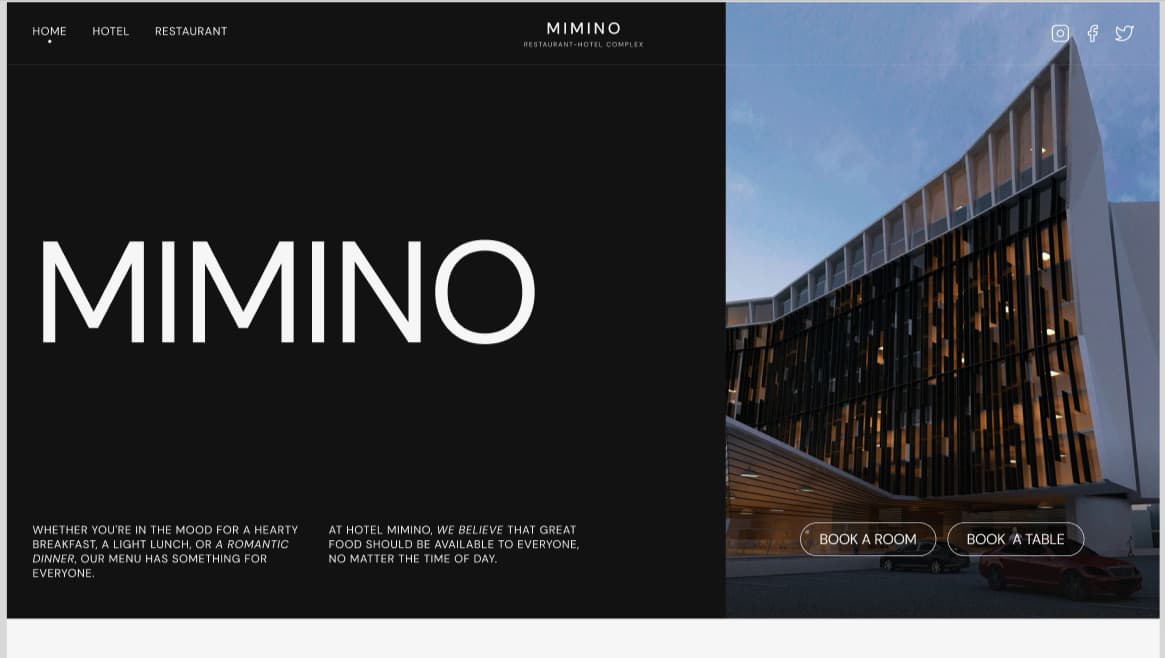 HOME HOTEL RESTAURANT
MIMINO
RESTAURANT-HOTEL COMPLEX
MIMINO
WHETHER YOU'RE IN THE MOOD FOR A HEARTY
BREAKFAST, A LIGHT LUNCH, OR A ROMANTIC
DINNER, OUR MENU HAS SOMETHING FOR
EVERYONE.
AT HOTEL MIMINO, WE BELIEVE THAT GREAT
FOOD SHOULD BE AVAILABLE TO EVERYONE,
NO MATTER THE TIME OF DAY.
BOOK A ROOM
BOOK A TABLE